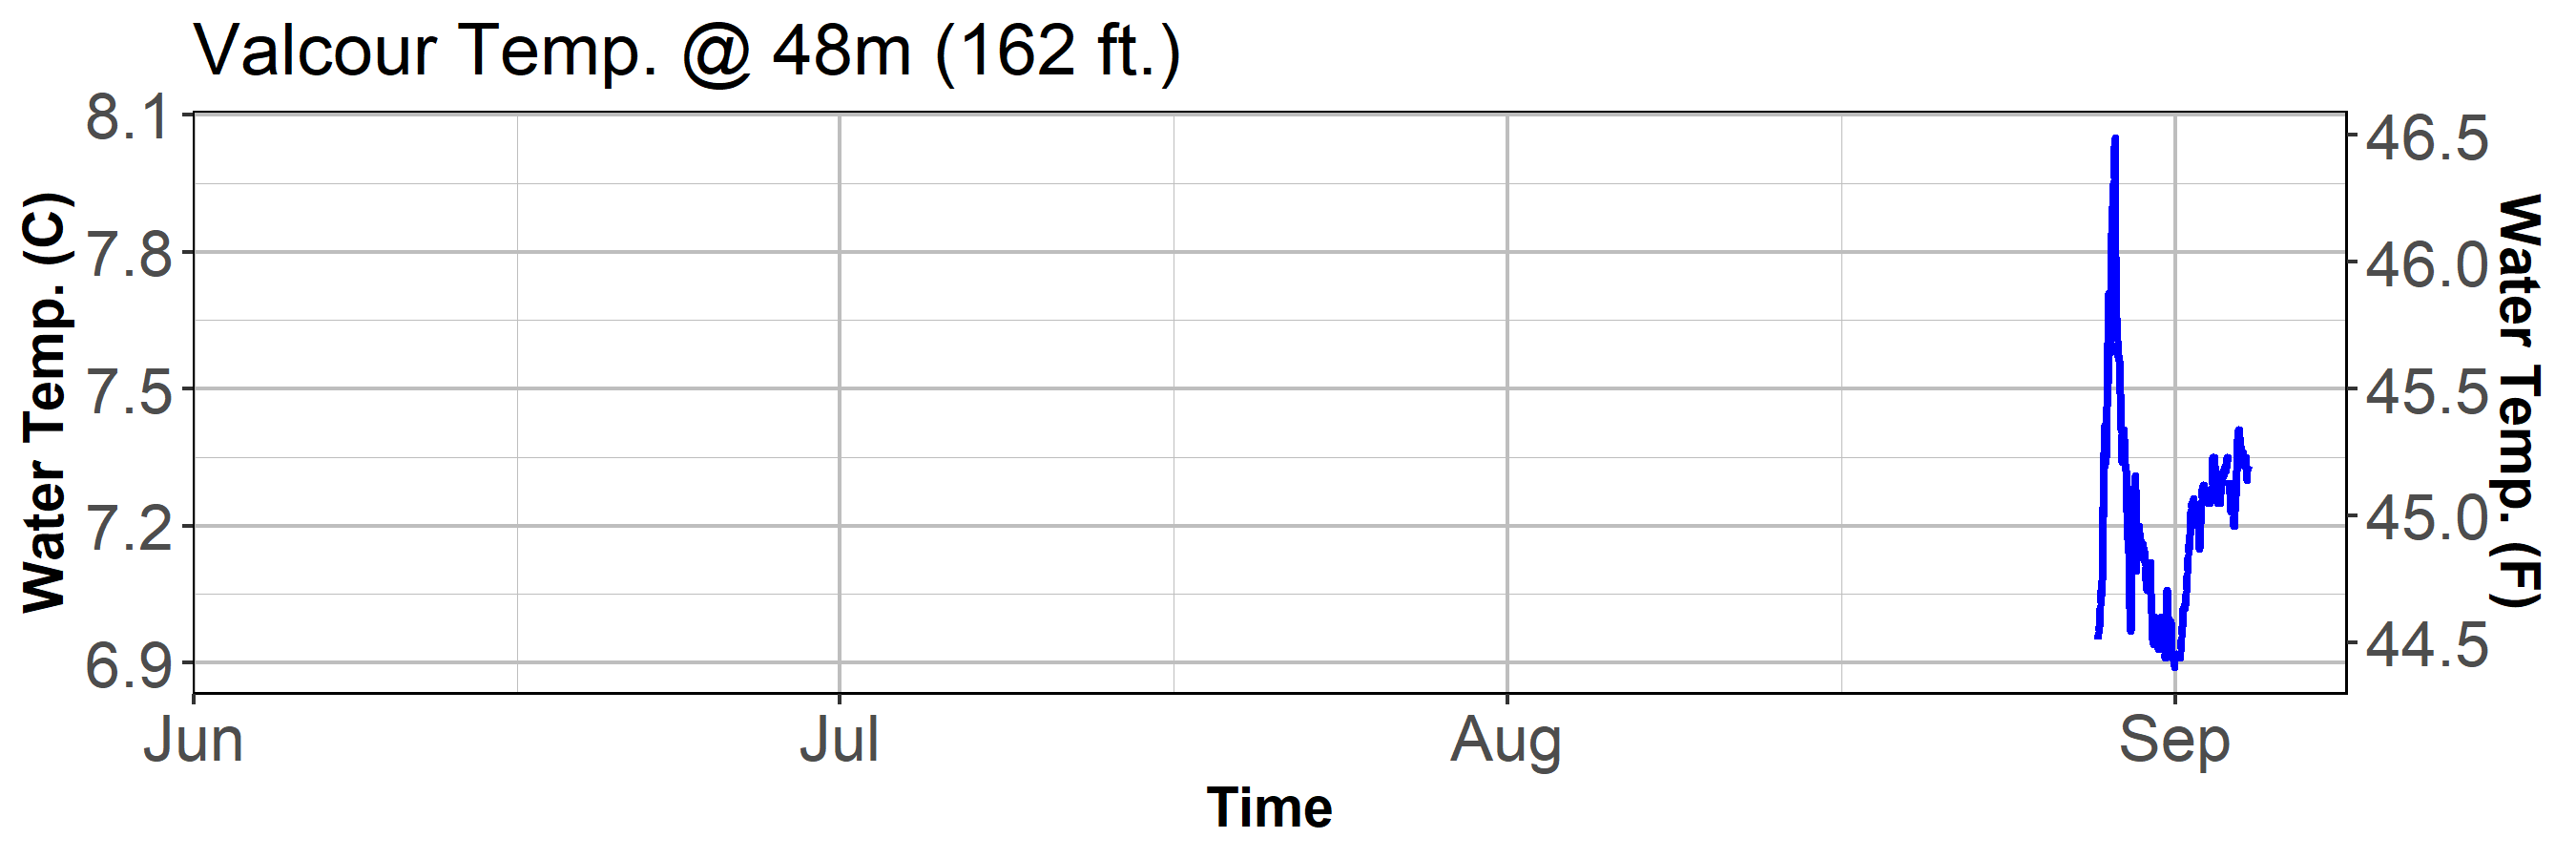 Valcour Temp. @ 48m (162 ft.)
Water Temp. (C)
8.1
7.8
7.5
7.2
6.9
46.5
46.0
45.5
45.0
44.5
Water Temp. (F)
Jun Jul Aug Sep
Time